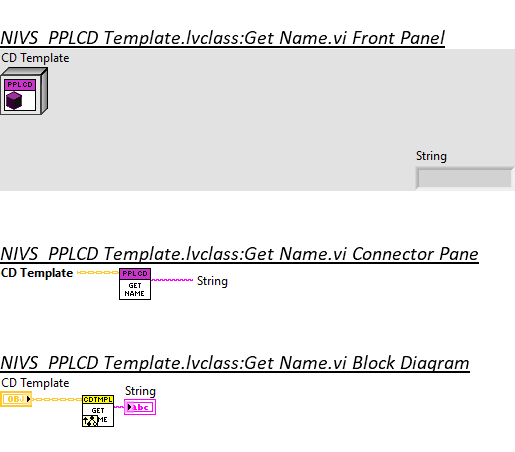 NIVS PPLCD Template.lvclass:Get Name.vi Front Panel
CD Template
PPLCD
String
NIVS PPLCD Template.lvclass:Get Name.vi Connector Pane
CD Template
PPLCD
GET
NAME
String
NIVS PPLCD Template.lvclass:Get Name.vi Block Diagram
CD Template
String
OBJ
CDTMPL
GET
ME
abc